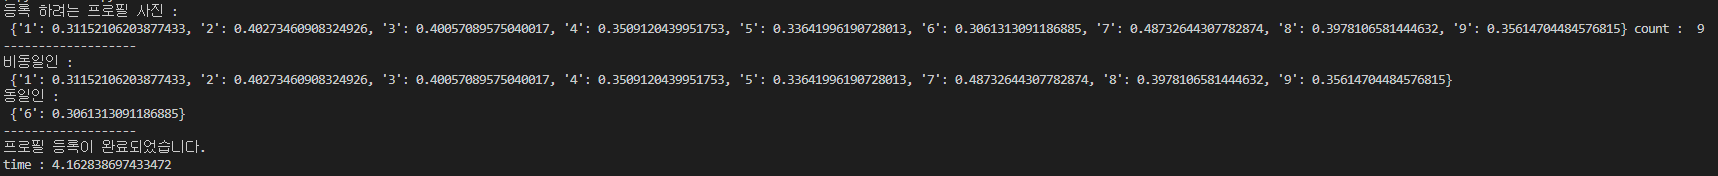 등록 하려는 프로필 사진 :
{'1': 0.31152106203877433, '2': 0.40273460908324926, '3': 0.40057089575040017, '4': 0.3509120439951753, '5': 0.33641996190728013, '6': 0.3061313091186885, '7': 0.48732644307782874, '8': 0.3978106581444632, '9': 0.35614704484576815} count :  9
-------------------
비동일인 :
{'1': 0.31152106203877433, '2': 0.40273460908324926, '3': 0.40057089575040017, '4': 0.3509120439951753, '5': 0.33641996190728013, '7': 0.48732644307782874, '8': 0.3978106581444632, '9': 0.35614704484576815}
동일인 :
{'6': 0.3061313091186885}
-------------------
프로필 등록이 완료되었습니다.
time : 4.162838697433472